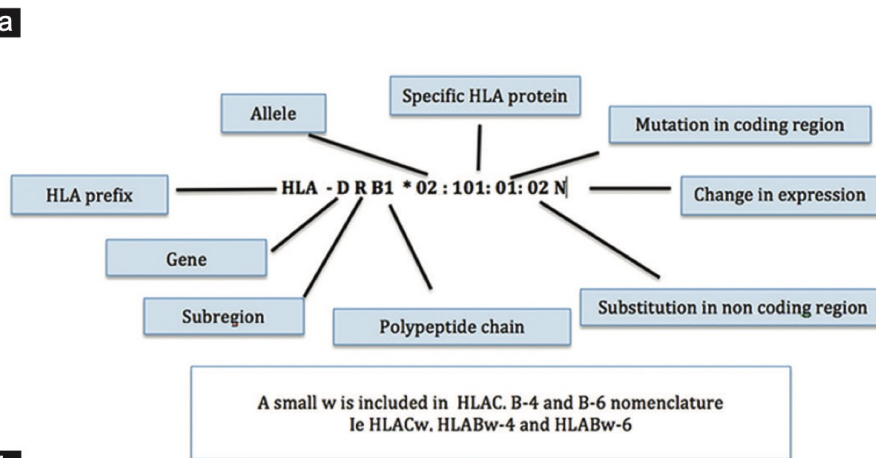 a
Specific HLA protein
Allele
Mutation in coding region
HLA - D R B1 * 02 : 101: 01: 02 N
HLA prefix
Change in expression
Gene
Subregion
Polypeptide chain
Substitution in non coding region
A small w is included in HLAC. B-4 and B-6 nomenclature
Ie HLACw. HLABw-4 and HLABw-6